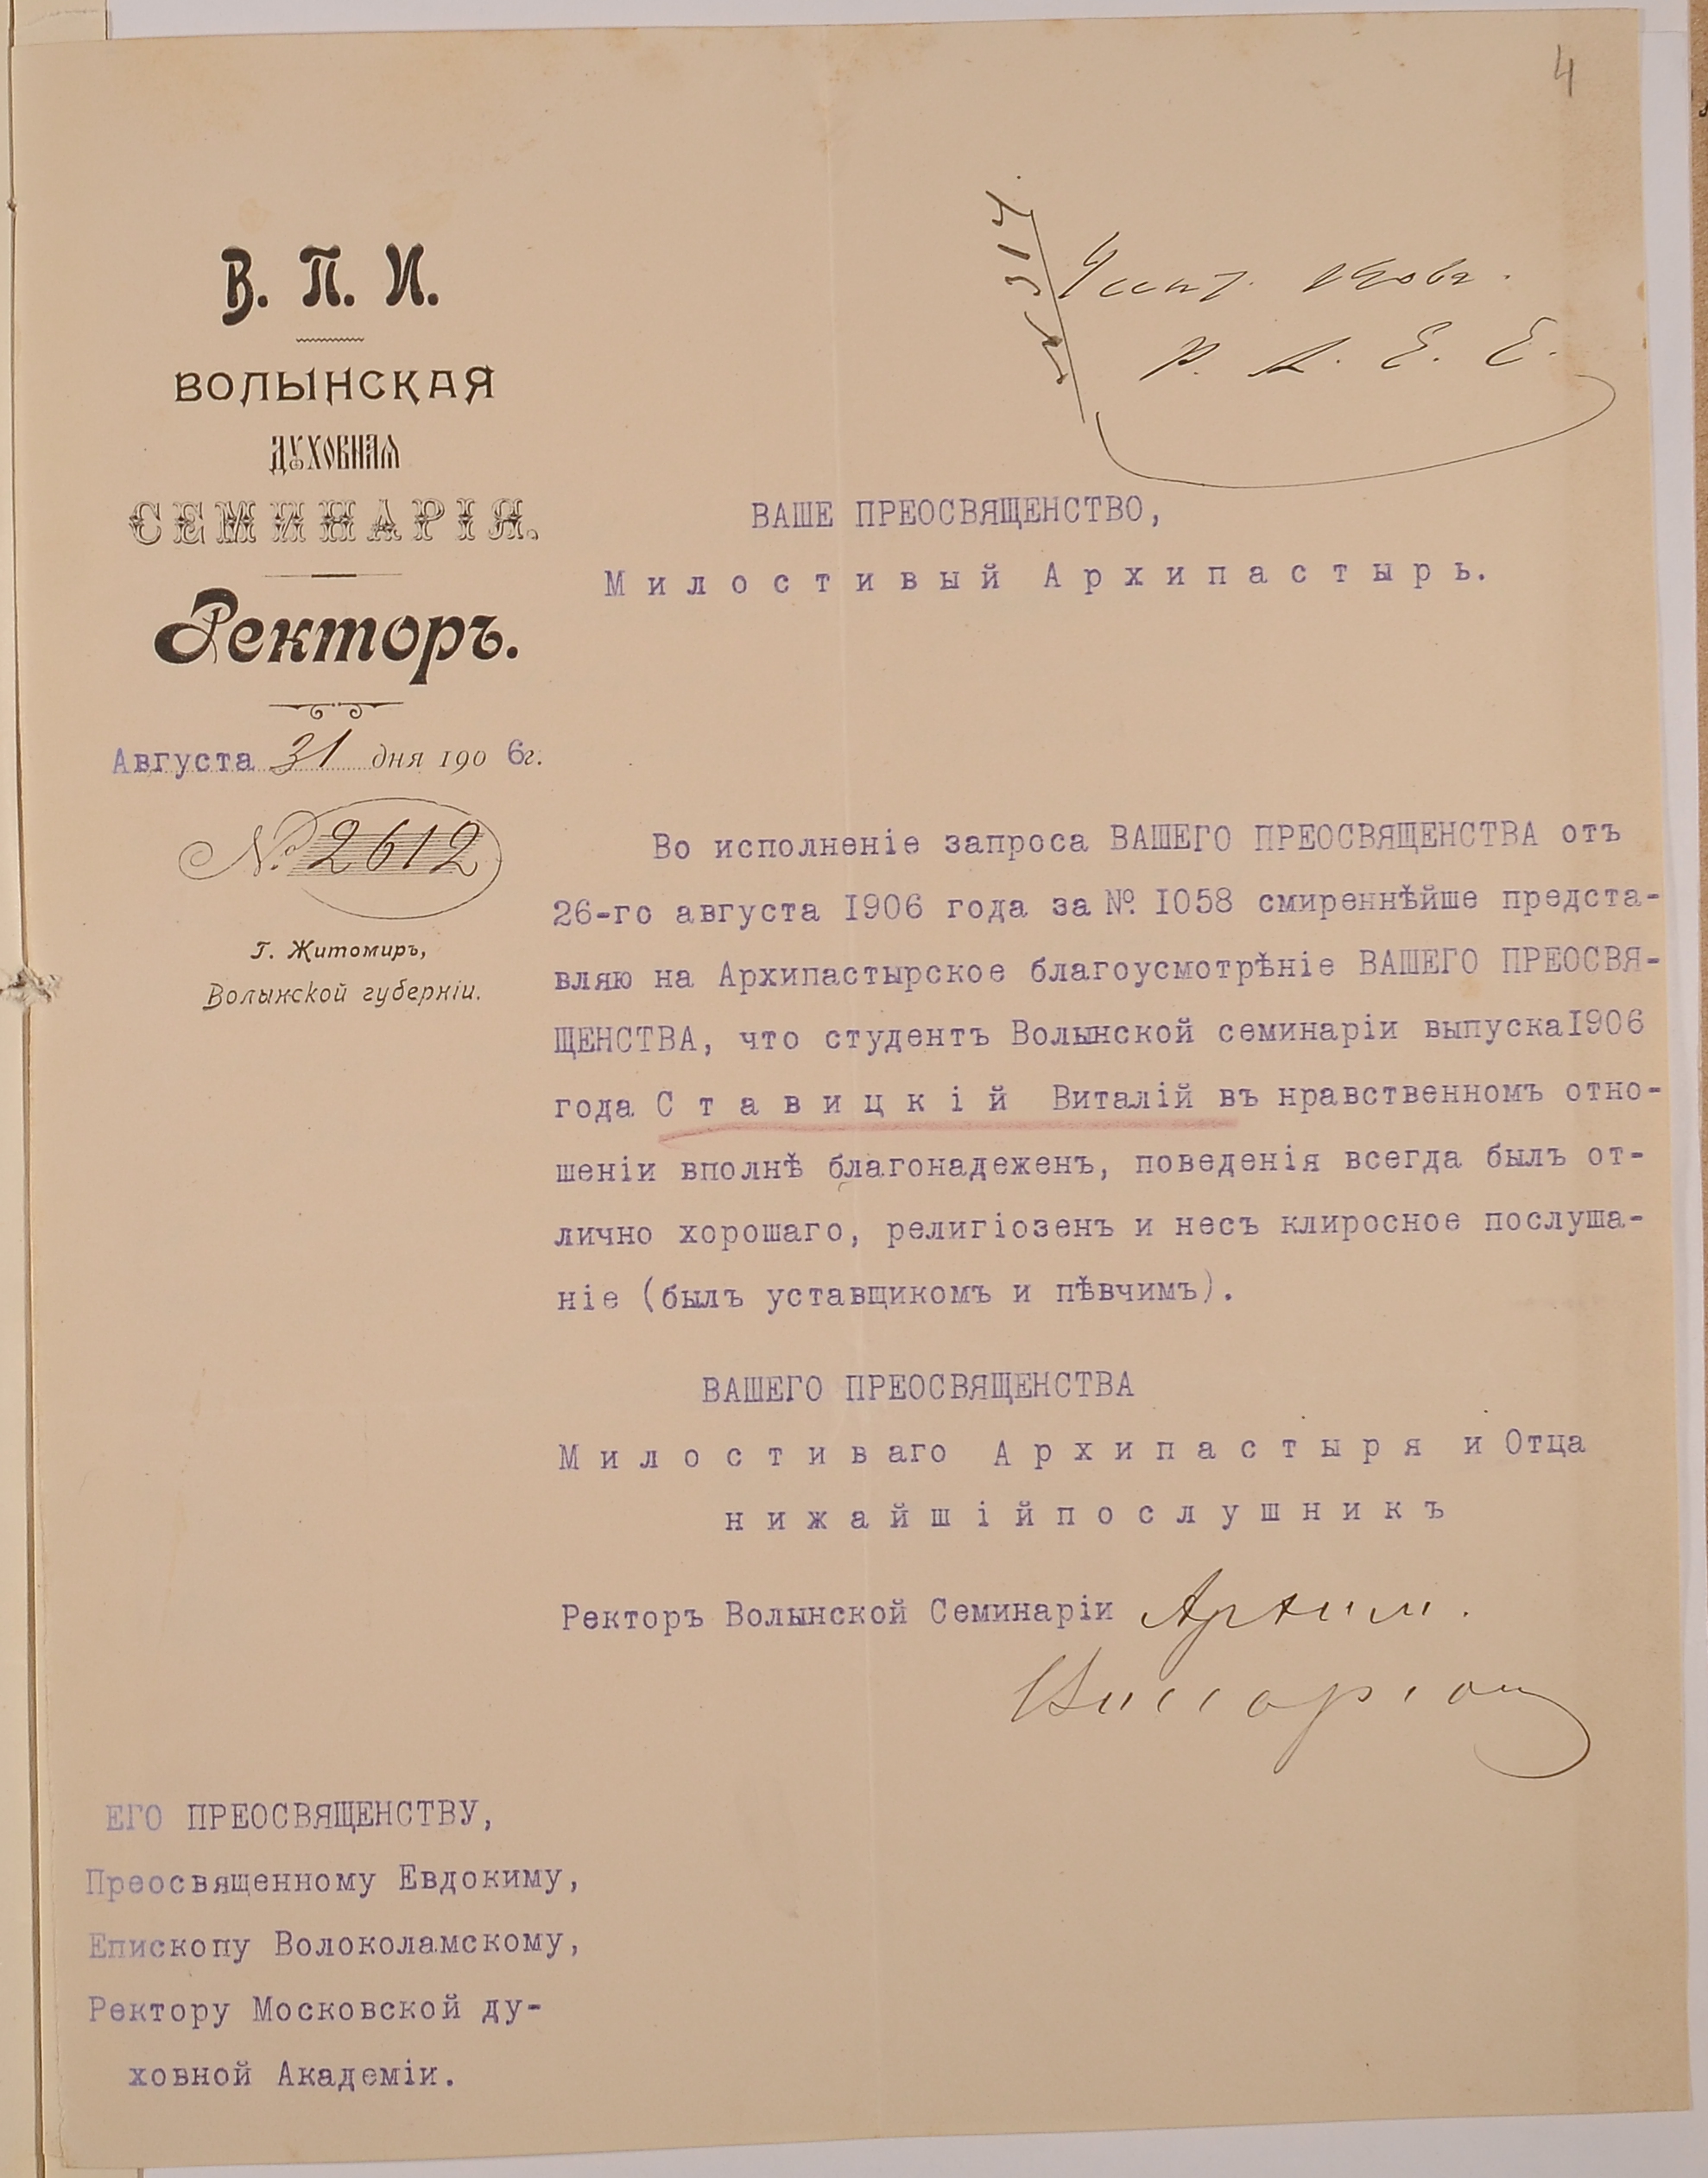 4
В. П. И.
ВОЛЫНСКАЯ
ДУХОВНАЯ
СЕМИНАРІЯ.
Ректоръ.
Августа 31 дня 1906г.
№ 2612
Г. Житомиръ,
Волынской губерніи.
Р. А. Е. Е.
ВАШЕ ПРЕОСВЯЩЕНСТВО,
Милостивый Архипастырь.
Во исполненіе запроса ВАШЕГО ПРЕОСВЯЩЕНСТВА отъ
26-го августа 1906 года за № 1058 смиреннѣйше предста-
вляю на Архипастырское благоусмотрѣніе ВАШЕГО ПРЕОСВЯ-
ЩЕНСТВА, что студентъ Волынской семинаріи выпуска 1906
года Ставицкій Виталій въ нравственномъ отно-
шеніи вполнѣ благонадеженъ, поведенія всегда былъ от-
лично хорошаго, религіозенъ и несъ клиросное послуша-
ніе (былъ уставщикомъ и пѣвчимъ).
ВАШЕГО ПРЕОСВЯЩЕНСТВА
Милостиваго Архипастыря и Отца
нижайшій послушникъ
Ректоръ Волынской Семинаріи Архим.
Виссаріон
ЕГО ПРЕОСВЯЩЕНСТВУ,
Преосвященному Евдокиму,
Епископу Волоколамскому,
Ректору Московской ду-
ховной Академіи.